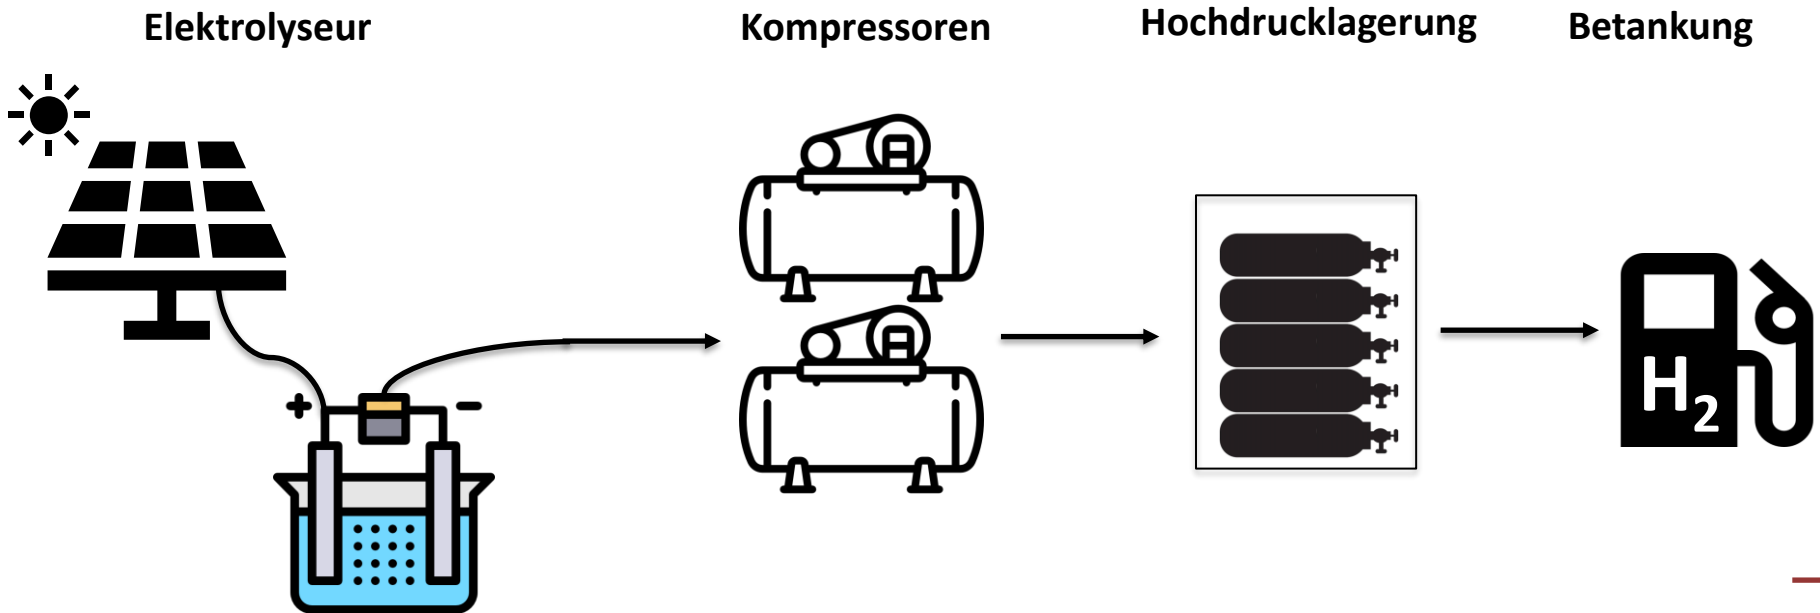 Elektrolyseur
Kompressoren
Hochdrucklagerung
Betankung
+ −
H2